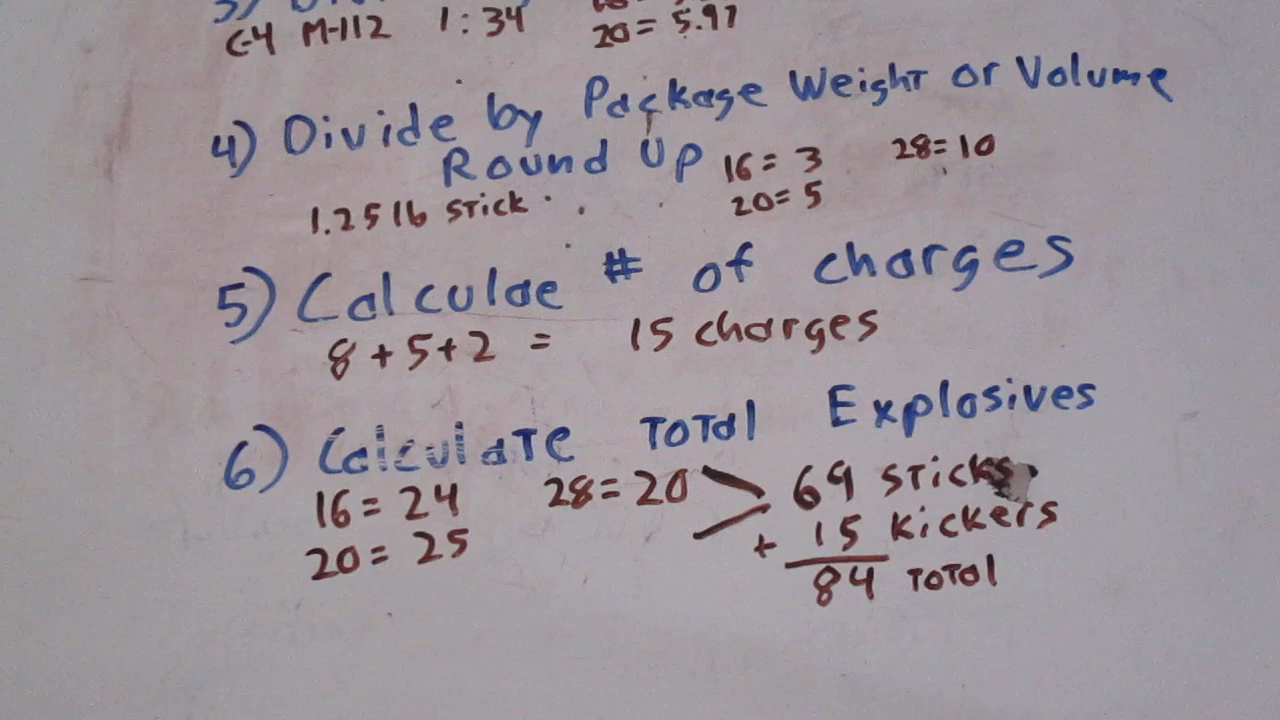 C-4 M-112 1:34 20= 5.97
4) Divide by Package Weight or Volume
Round Up 16= 3 28=10
1.25 lb stick 20= 5
5) Calculae # of charges
8+5+2 = 15 charges
6) Calculate Total Explosives
16= 24 28=20 69 sticks
20= 25 + 15 kickers
84 Total